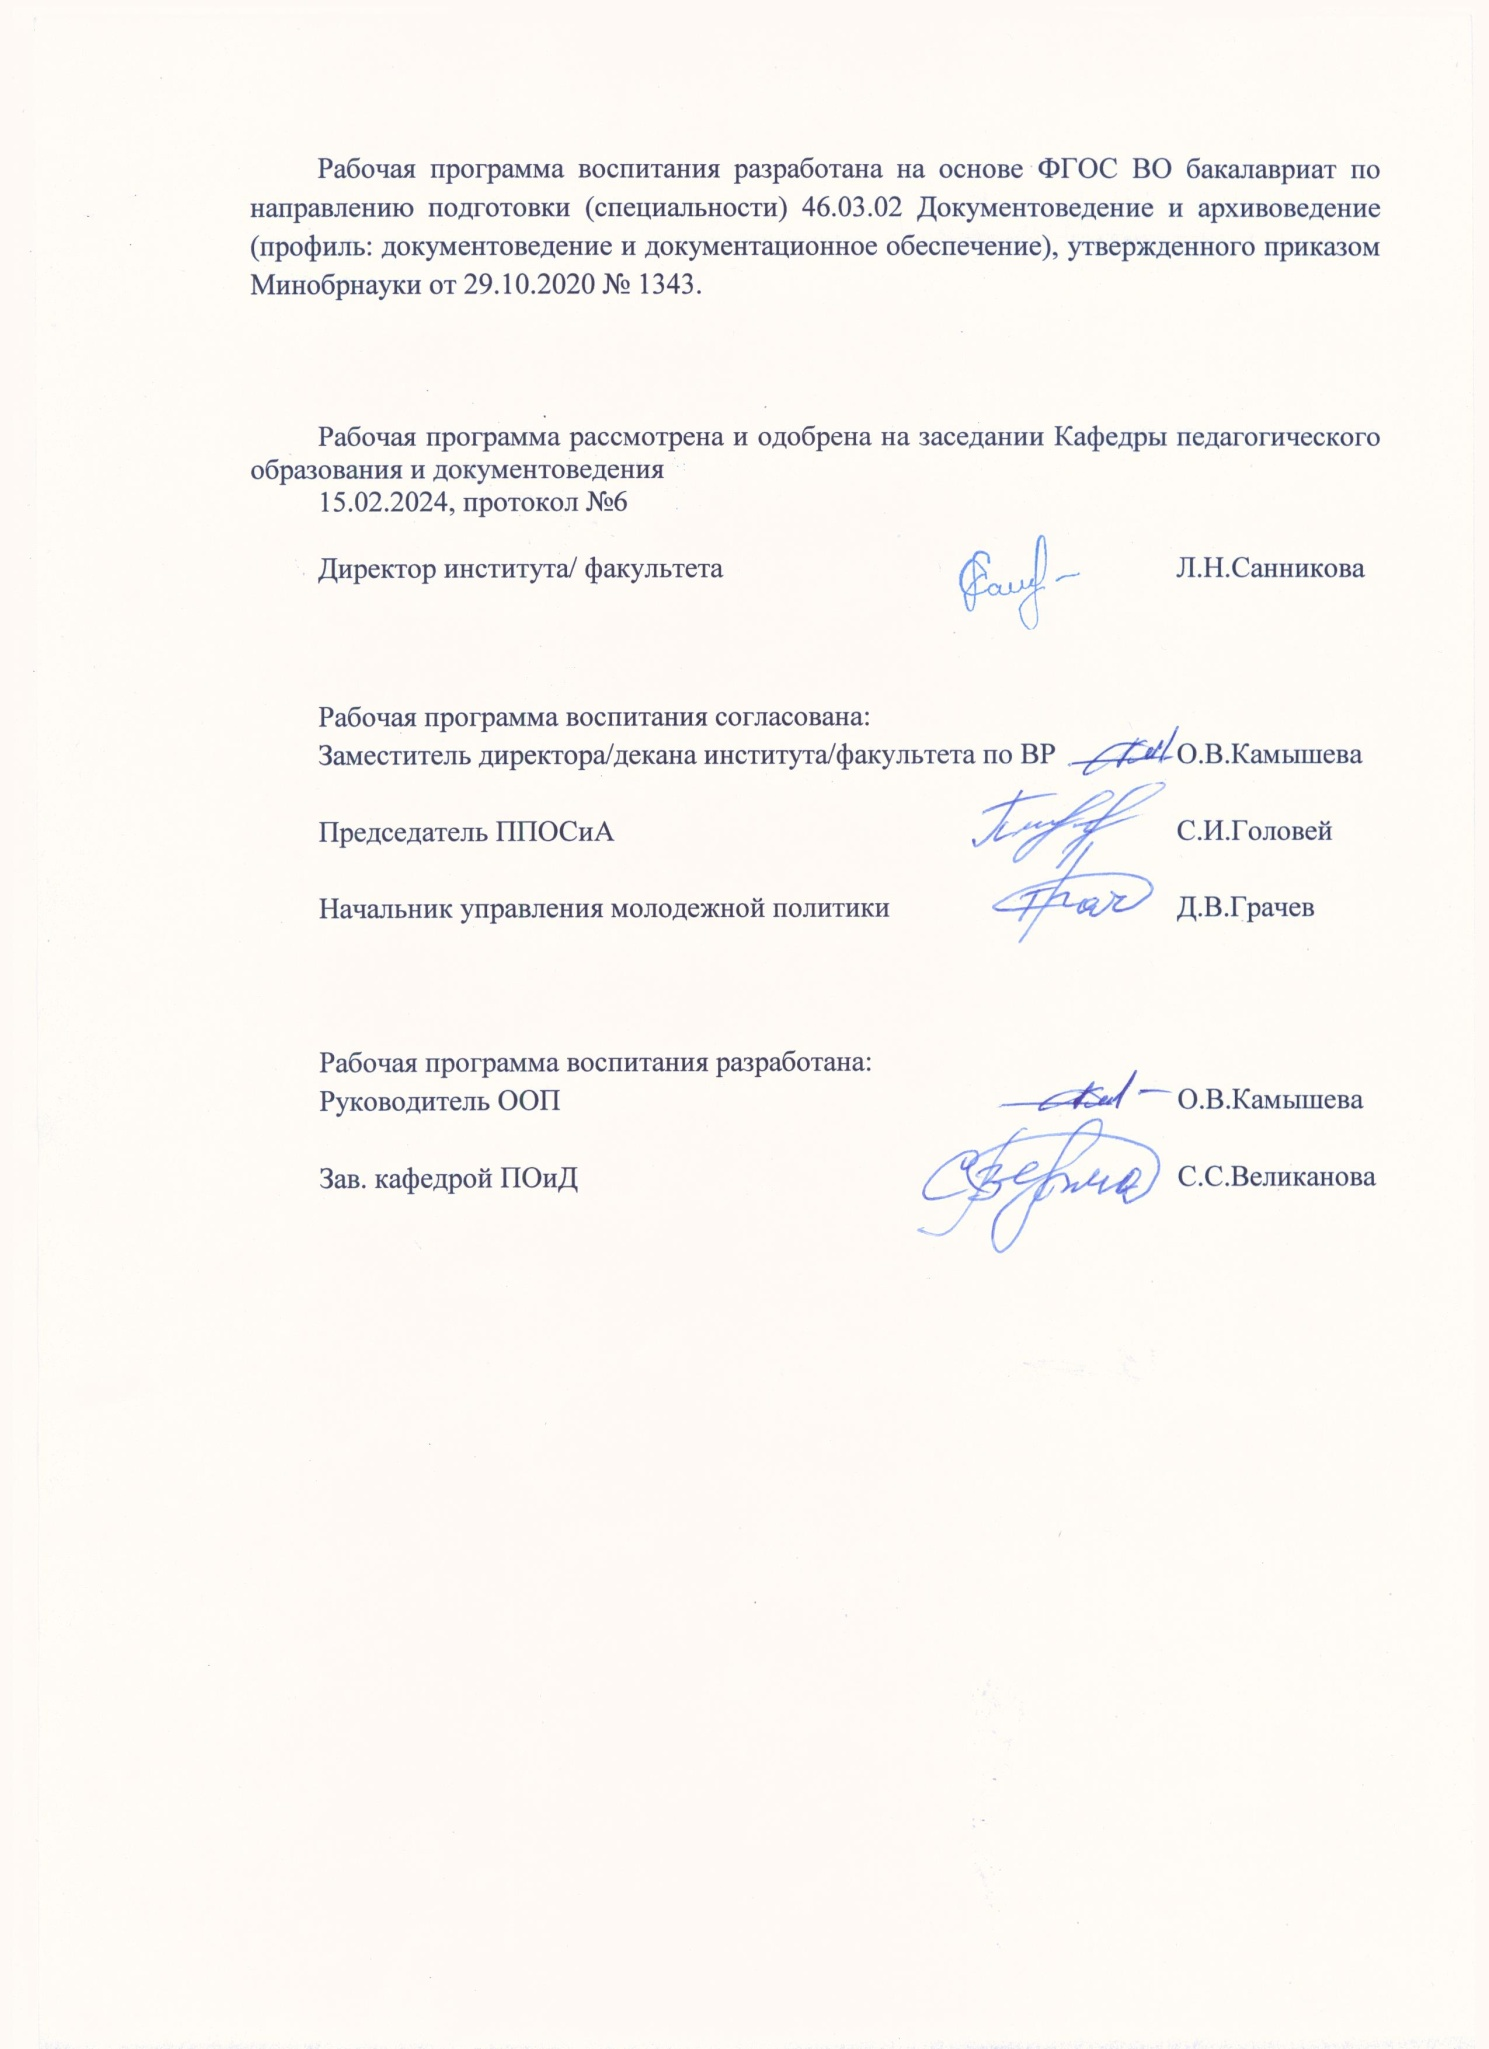 Рабочая программа воспитания разработана на основе ФГОС ВО бакалавриат по
направлению подготовки (специальности) 46.03.02 Документоведение и архивоведение
(профиль: документоведение и документационное обеспечение), утвержденного приказом
Минобрнауки от 29.10.2020 № 1343.
Рабочая программа рассмотрена и одобрена на заседании Кафедры педагогического
образования и документоведения
15.02.2024, протокол №6
Директор института/ факультета Л.Н.Санникова
Рабочая программа воспитания согласована:
Заместитель директора/декана института/факультета по ВР О.В.Камышева
Председатель ППОСиА С.И.Головей
Начальник управления молодежной политики Д.В.Грачев
Рабочая программа воспитания разработана:
Руководитель ООП О.В.Камышева
Зав. кафедрой ПОиД С.С.Великанова